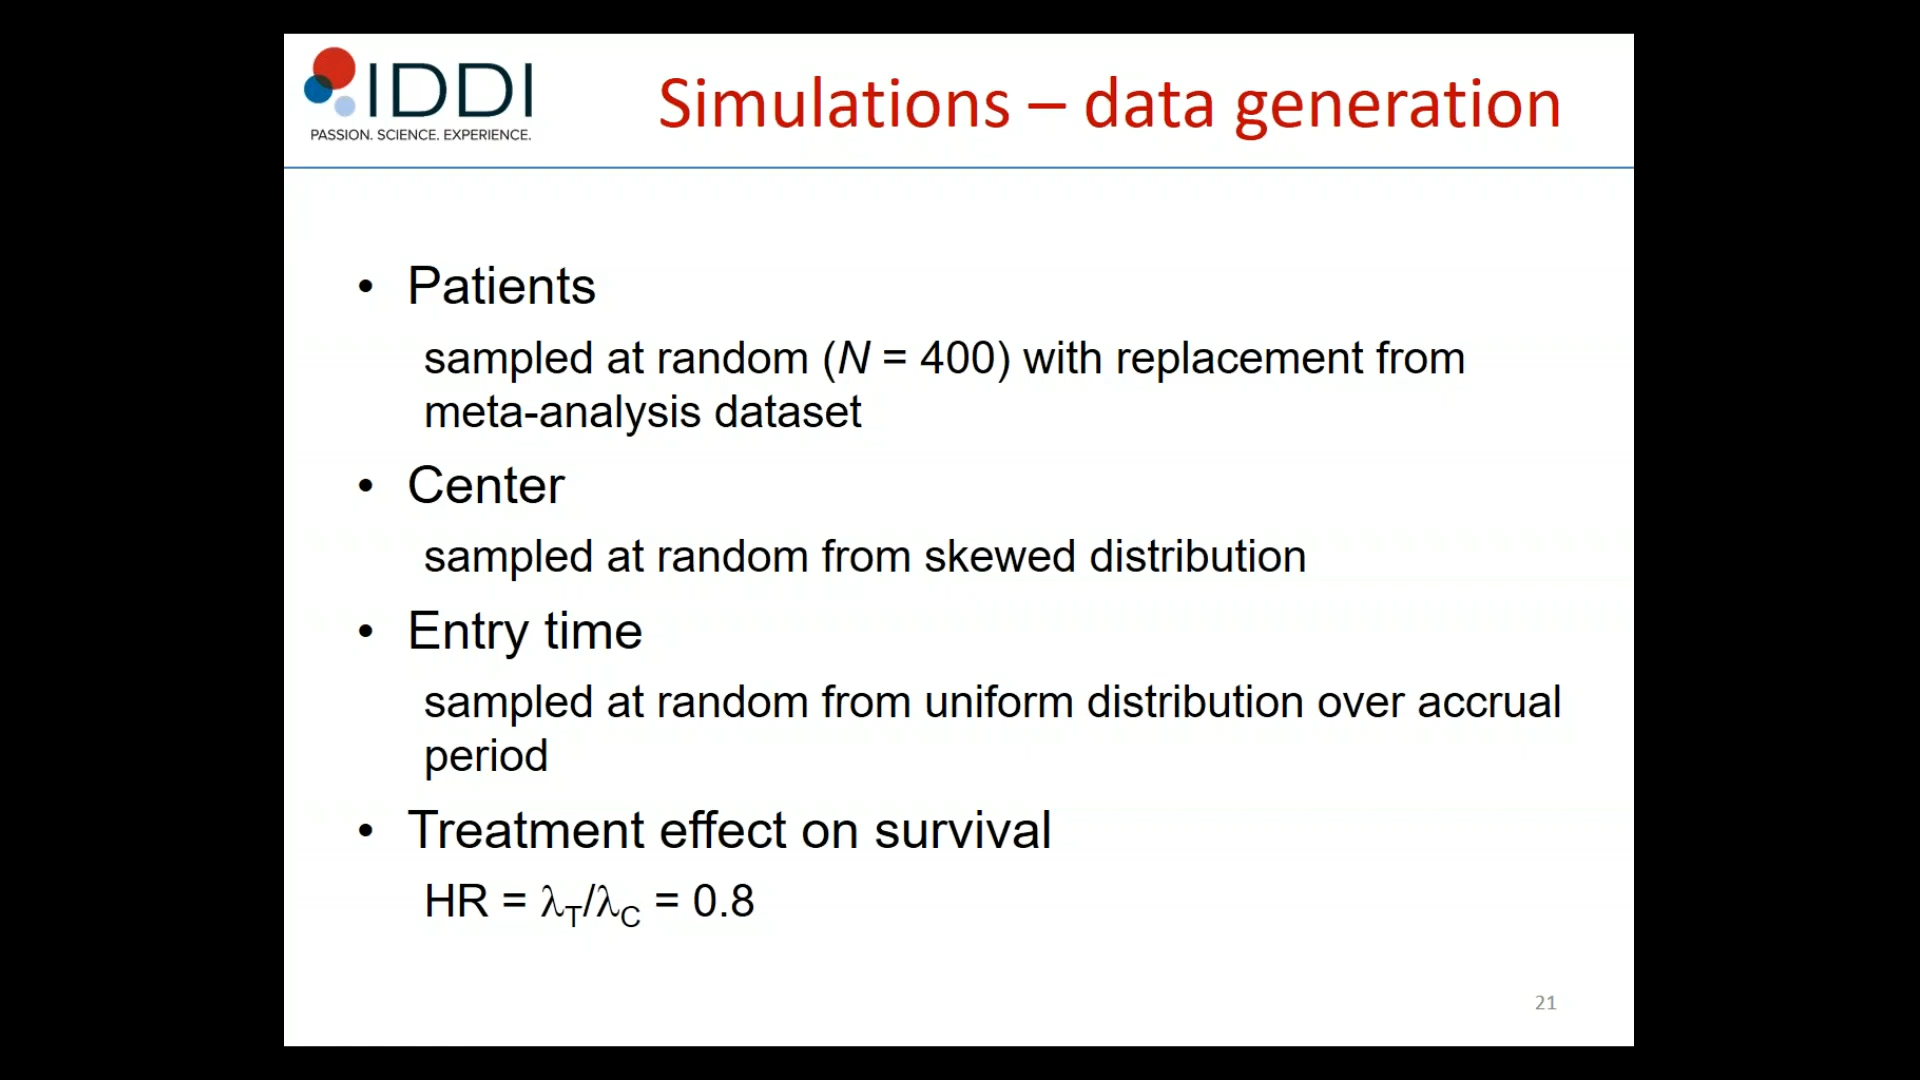 IDDI
PASSION. SCIENCE. EXPERIENCE.
Simulations – data generation
• Patients
sampled at random (N = 400) with replacement from
meta-analysis dataset
• Center
sampled at random from skewed distribution
• Entry time
sampled at random from uniform distribution over accrual
period
• Treatment effect on survival
HR = λT/λC = 0.8
21